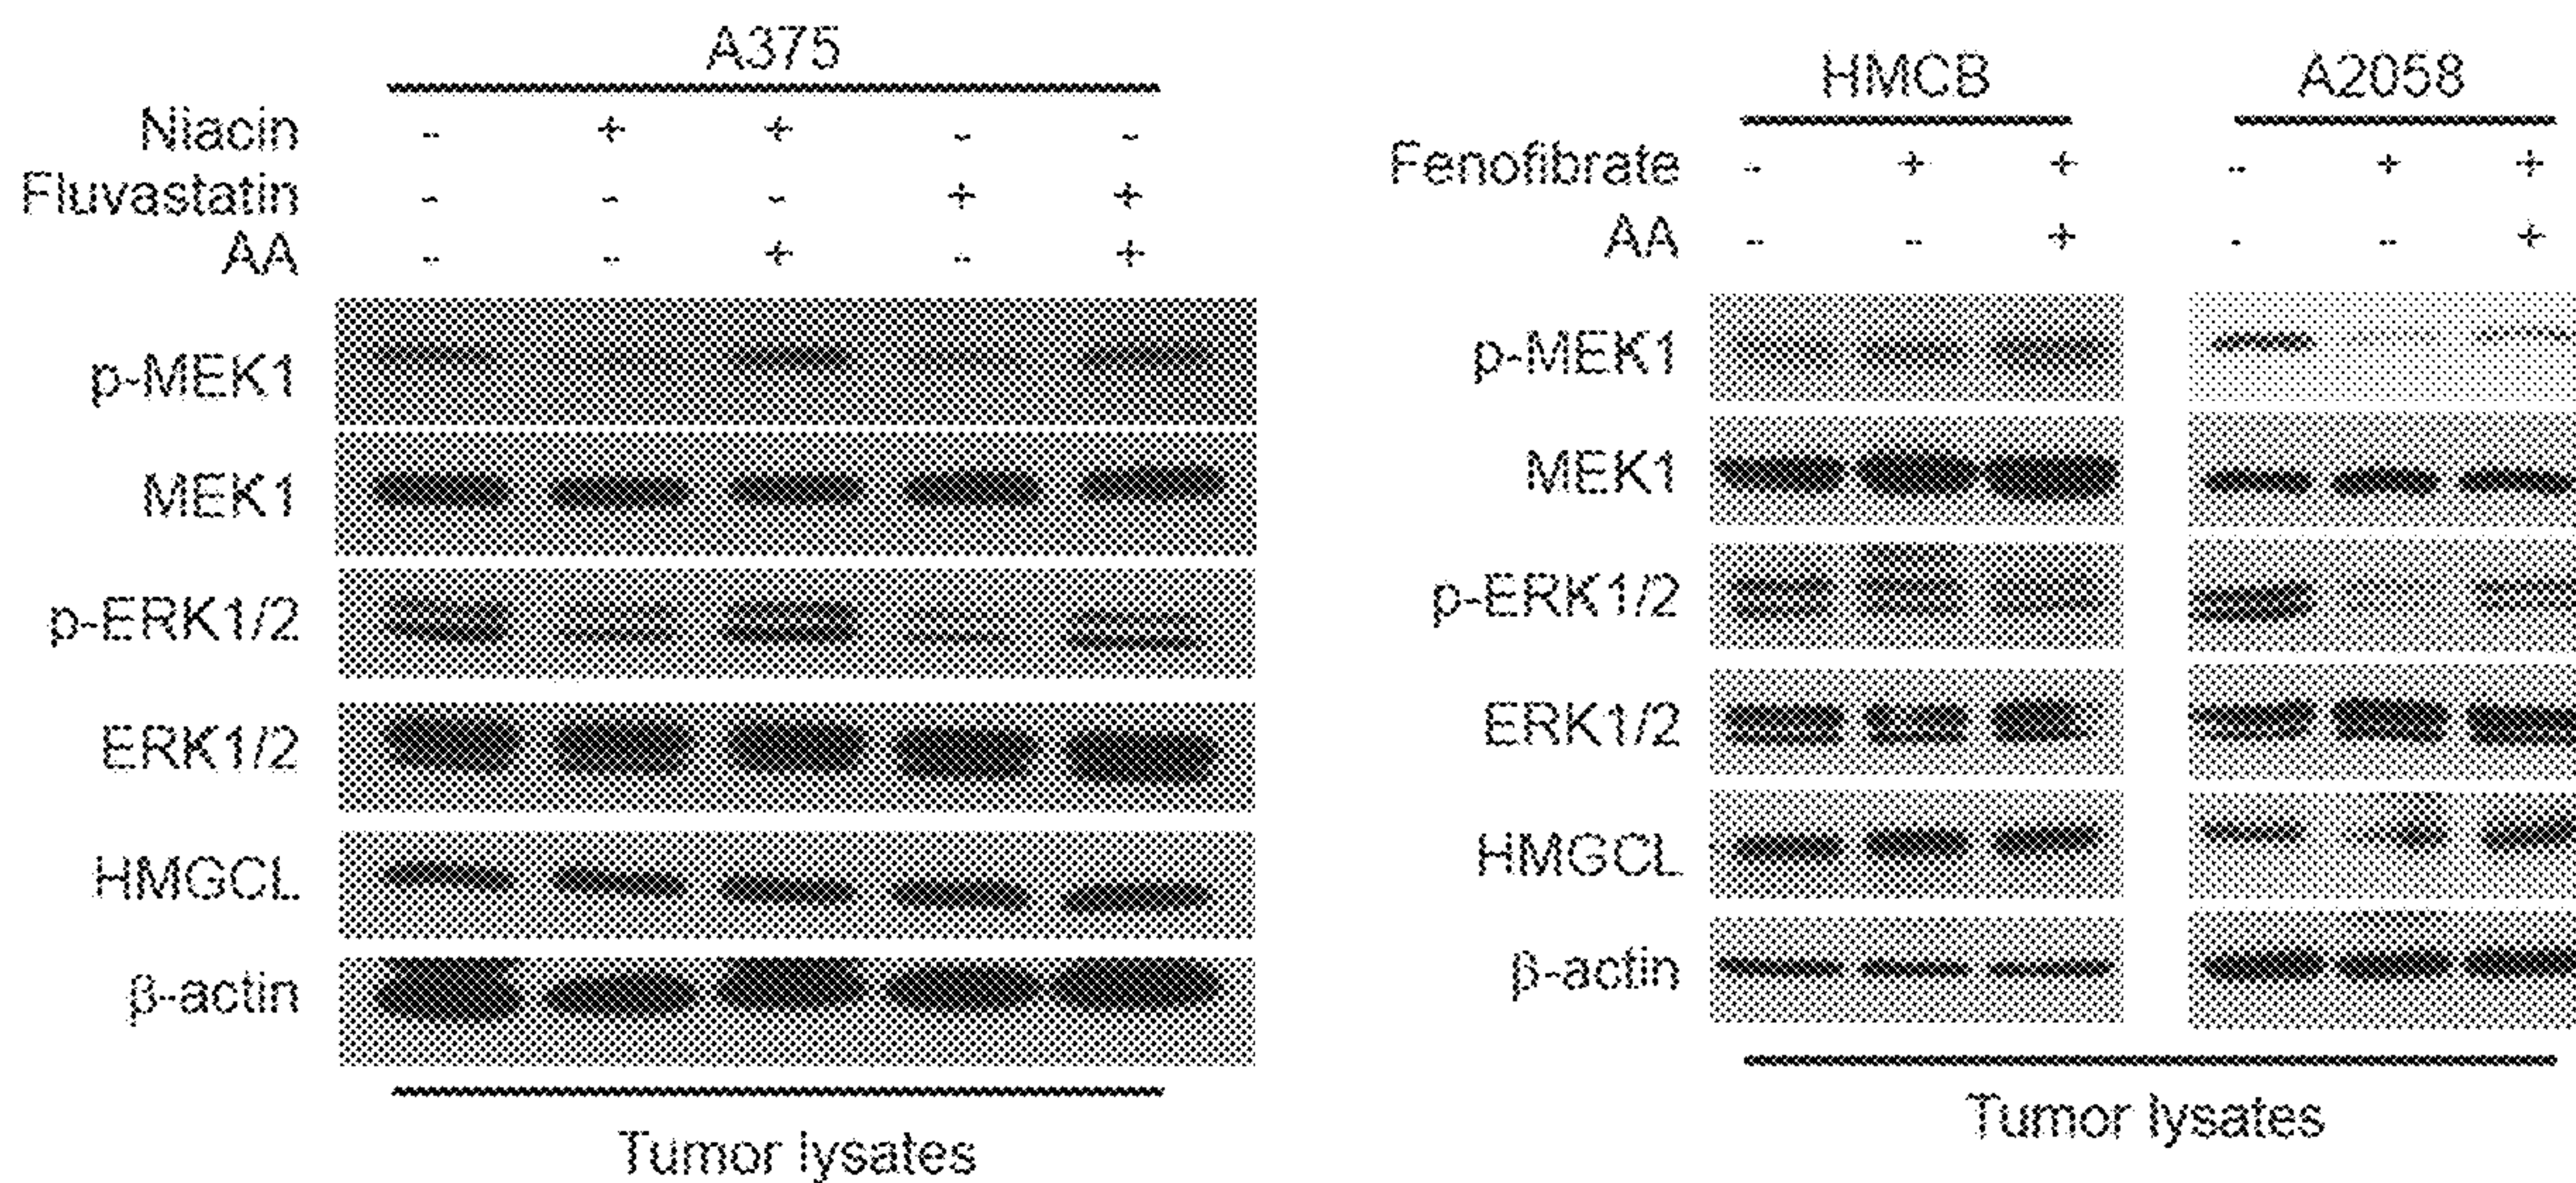 A375
Niacin - + + - -
Fluvastatin - - - + +
AA - - + - +
p-MEK1
MEK1
p-ERK1/2
ERK1/2
HMGCL
β-actin
Tumor lysates
HMCB A2058
Fenofibrate - + + - + +
AA - - + - - +
p-MEK1
MEK1
p-ERK1/2
ERK1/2
HMGCL
β-actin
Tumor lysates